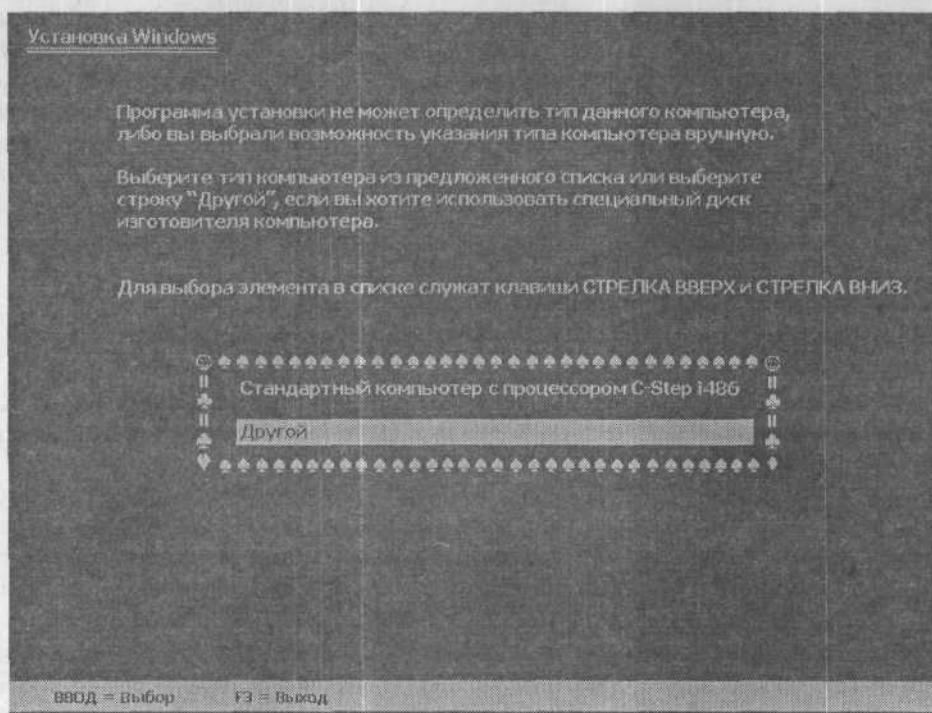 Установка Windows
Программа установки не может определить тип данного компьютера,
либо вы выбрали возможность указания типа компьютера вручную.
Выберите тип компьютера из предложенного списка или выберите
строку "Другой", если вы хотите использовать специальный диск
изготовителя компьютера.
Для выбора элемента в списке служат клавиши СТРЕЛКА ВВЕРХ и СТРЕЛКА ВНИЗ.
Стандартный компьютер с процессором C-Step i486
Другой
ВВОД = Выбор F3 = Выход